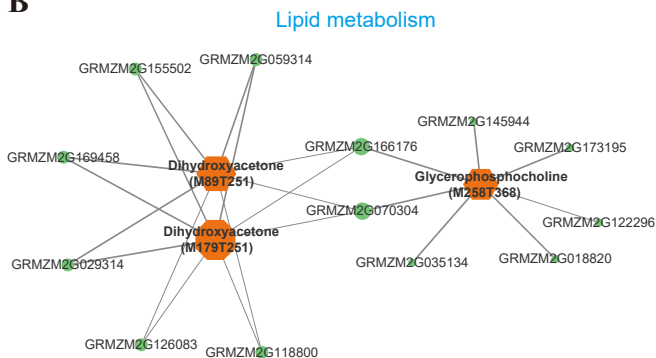 B
Lipid metabolism
GRMZM2G059314
GRMZM2G155502
GRMZM2G145944
GRMZM2G166176
GRMZM2G173195
GRMZM2G169458
Dihydroxyacetone
(M89T251)
Glycerophosphocholine
(M258T368)
GRMZM2G070304
GRMZM2G122296
Dihydroxyacetone
(M179T251)
GRMZM2G029314
GRMZM2G035134
GRMZM2G018820
GRMZM2G126083
GRMZM2G118800